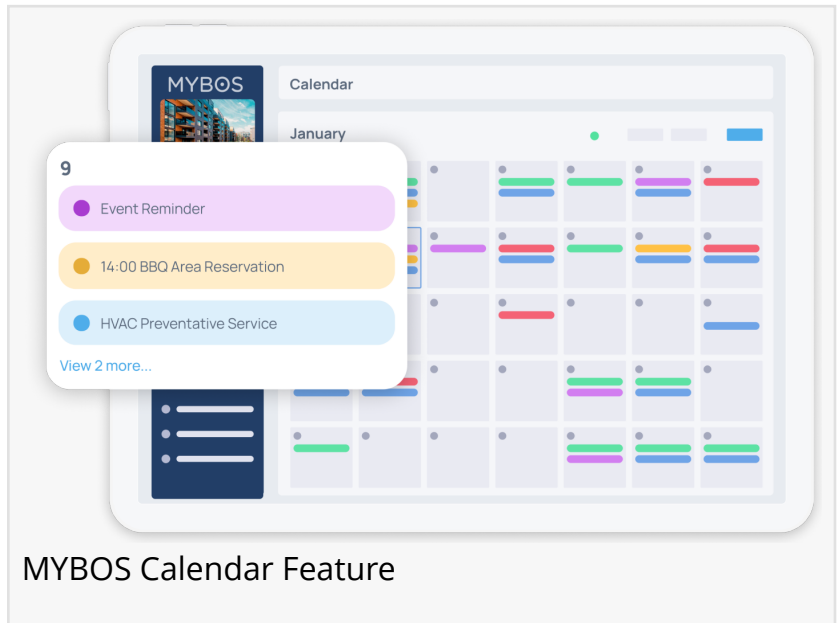 MYBOS
Calendar
January
9
Event Reminder
14:00 BBQ Area Reservation
HVAC Preventative Service
View 2 more...
MYBOS Calendar Feature